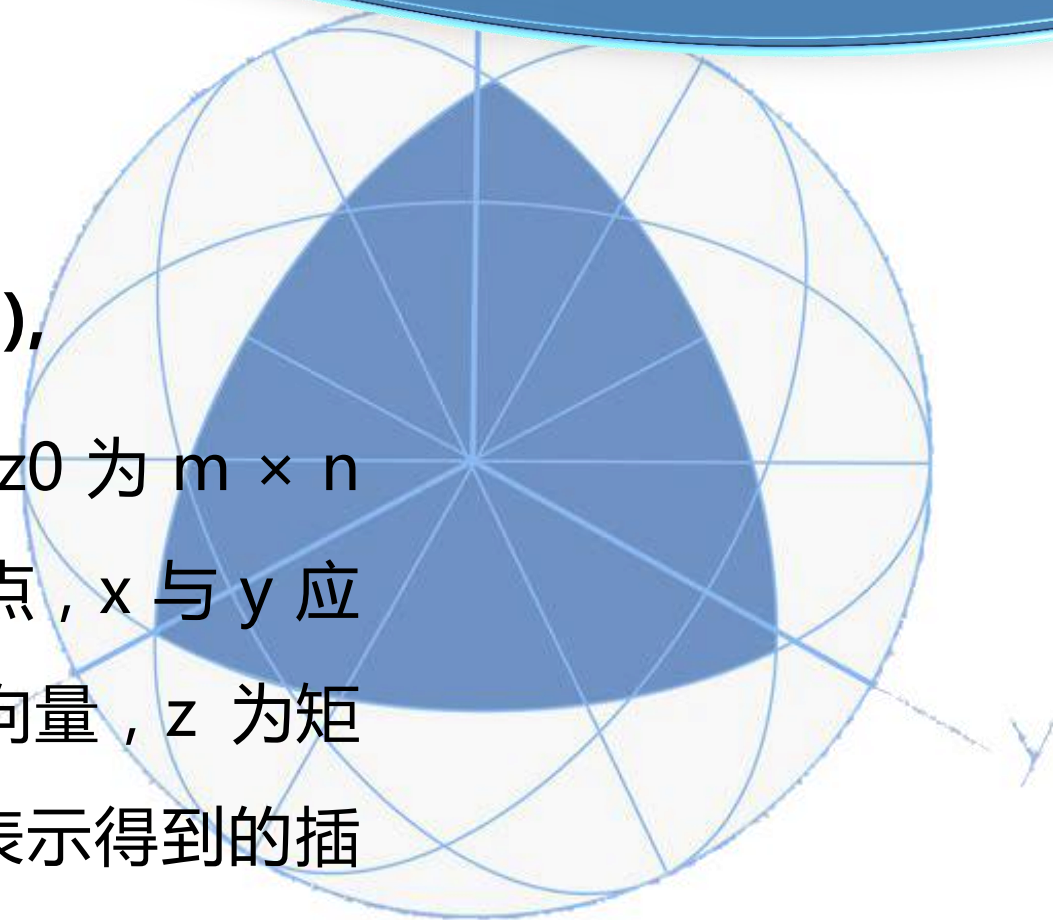 ),
z0 为 m × n
点 , x 与 y 应
向量 , z 为矩
表示得到的插
y